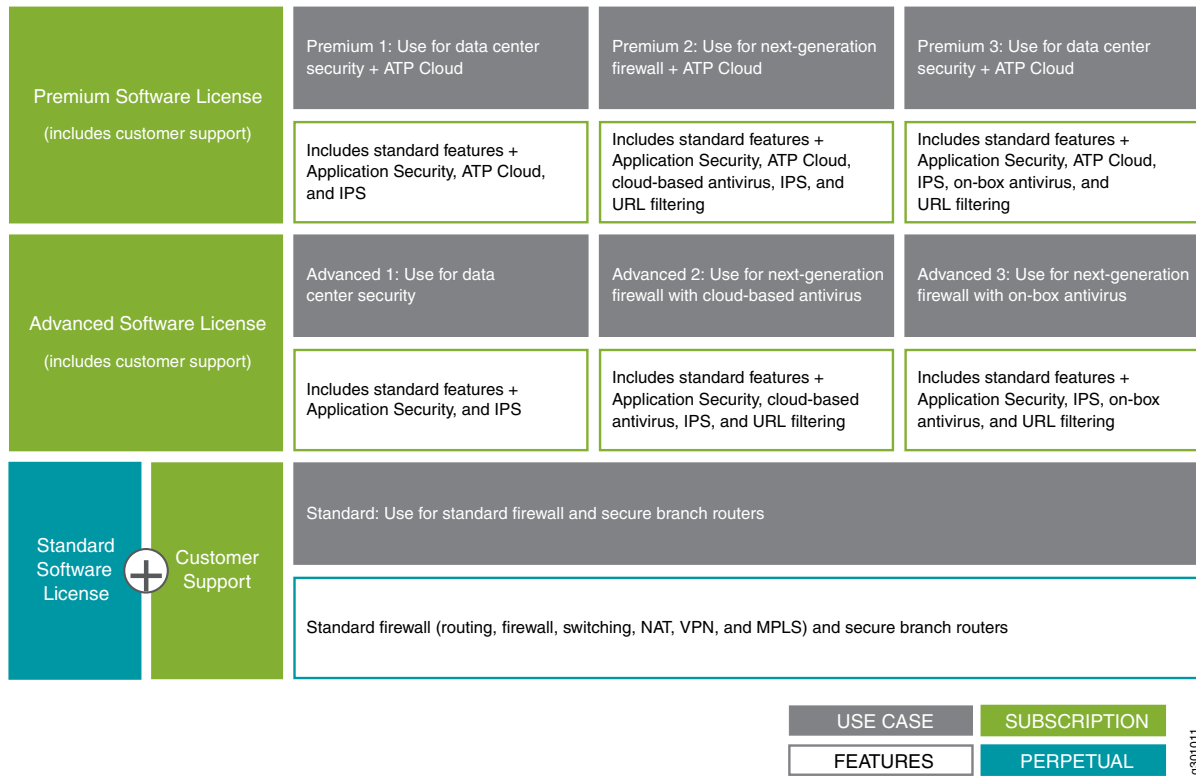 Premium Software License
(includes customer support)
Premium 1: Use for data center
security + ATP Cloud
Premium 2: Use for next-generation
firewall + ATP Cloud
Premium 3: Use for data center
security + ATP Cloud
Includes standard features +
Application Security, ATP Cloud,
and IPS
Includes standard features +
Application Security, ATP Cloud,
cloud-based antivirus, IPS, and
URL filtering
Includes standard features +
Application Security, ATP Cloud,
IPS, on-box antivirus, and
URL filtering
Advanced Software License
(includes customer support)
Advanced 1: Use for data
center security
Advanced 2: Use for next-generation
firewall with cloud-based antivirus
Advanced 3: Use for next-generation
firewall with on-box antivirus
Includes standard features +
Application Security, and IPS
Includes standard features +
Application Security, cloud-based
antivirus, IPS, and URL filtering
Includes standard features +
Application Security, IPS, on-box
antivirus, and URL filtering
Standard
Software
License
+
Customer
Support
Standard: Use for standard firewall and secure branch routers
Standard firewall (routing, firewall, switching, NAT, VPN, and MPLS) and secure branch routers
USE CASE
SUBSCRIPTION
FEATURES
PERPETUAL
g301011